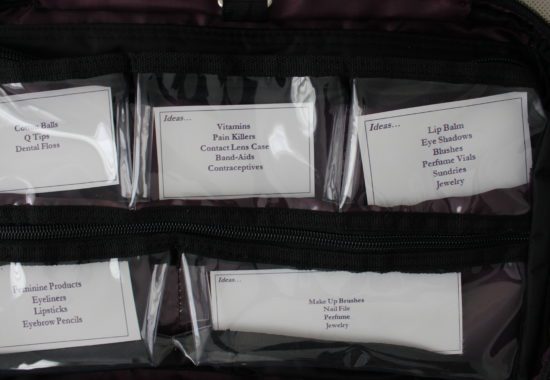 Balls
Q Tips
Dental Floss
Ideas...
Vitamins
Pain Killers
Contact Lens Case
Band-Aids
Contraceptives
Ideas...
Lip Balm
Eye Shadows
Blushes
Perfume Vials
Sundries
Jewelry
Feminine Products
Eyeliners
Lipsticks
Eyebrow Pencils
Ideas...
Make Up Brushes
Nail File
Perfume
Jewelry